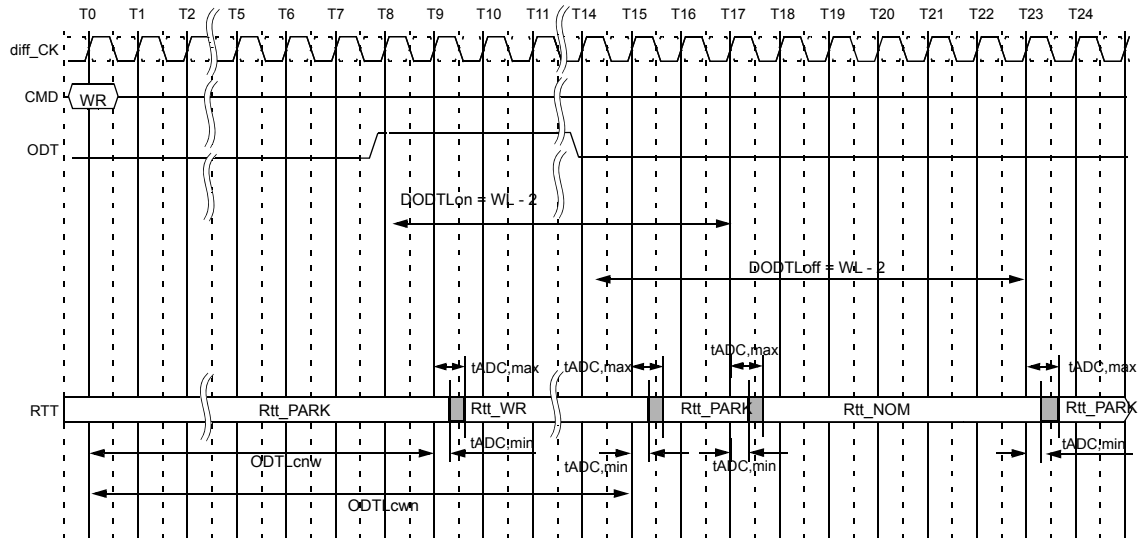 T0 T1 T2 T5 T6 T7 T8 T9 T10 T11 T14 T15 T16 T17 T18 T19 T20 T21 T22 T23 T24
diff_CK
CMD WR
ODT
DODTLon = WL - 2
DODTLoff = WL - 2
tADC,max
tADC,max tADC,max tADC,max
RTT Rtt_PARK Rtt_WR Rtt_PARK Rtt_NOM Rtt_PARK
tADC,min tADC,min
ODTLcnw tADC,min tADC,min
ODTLcwn